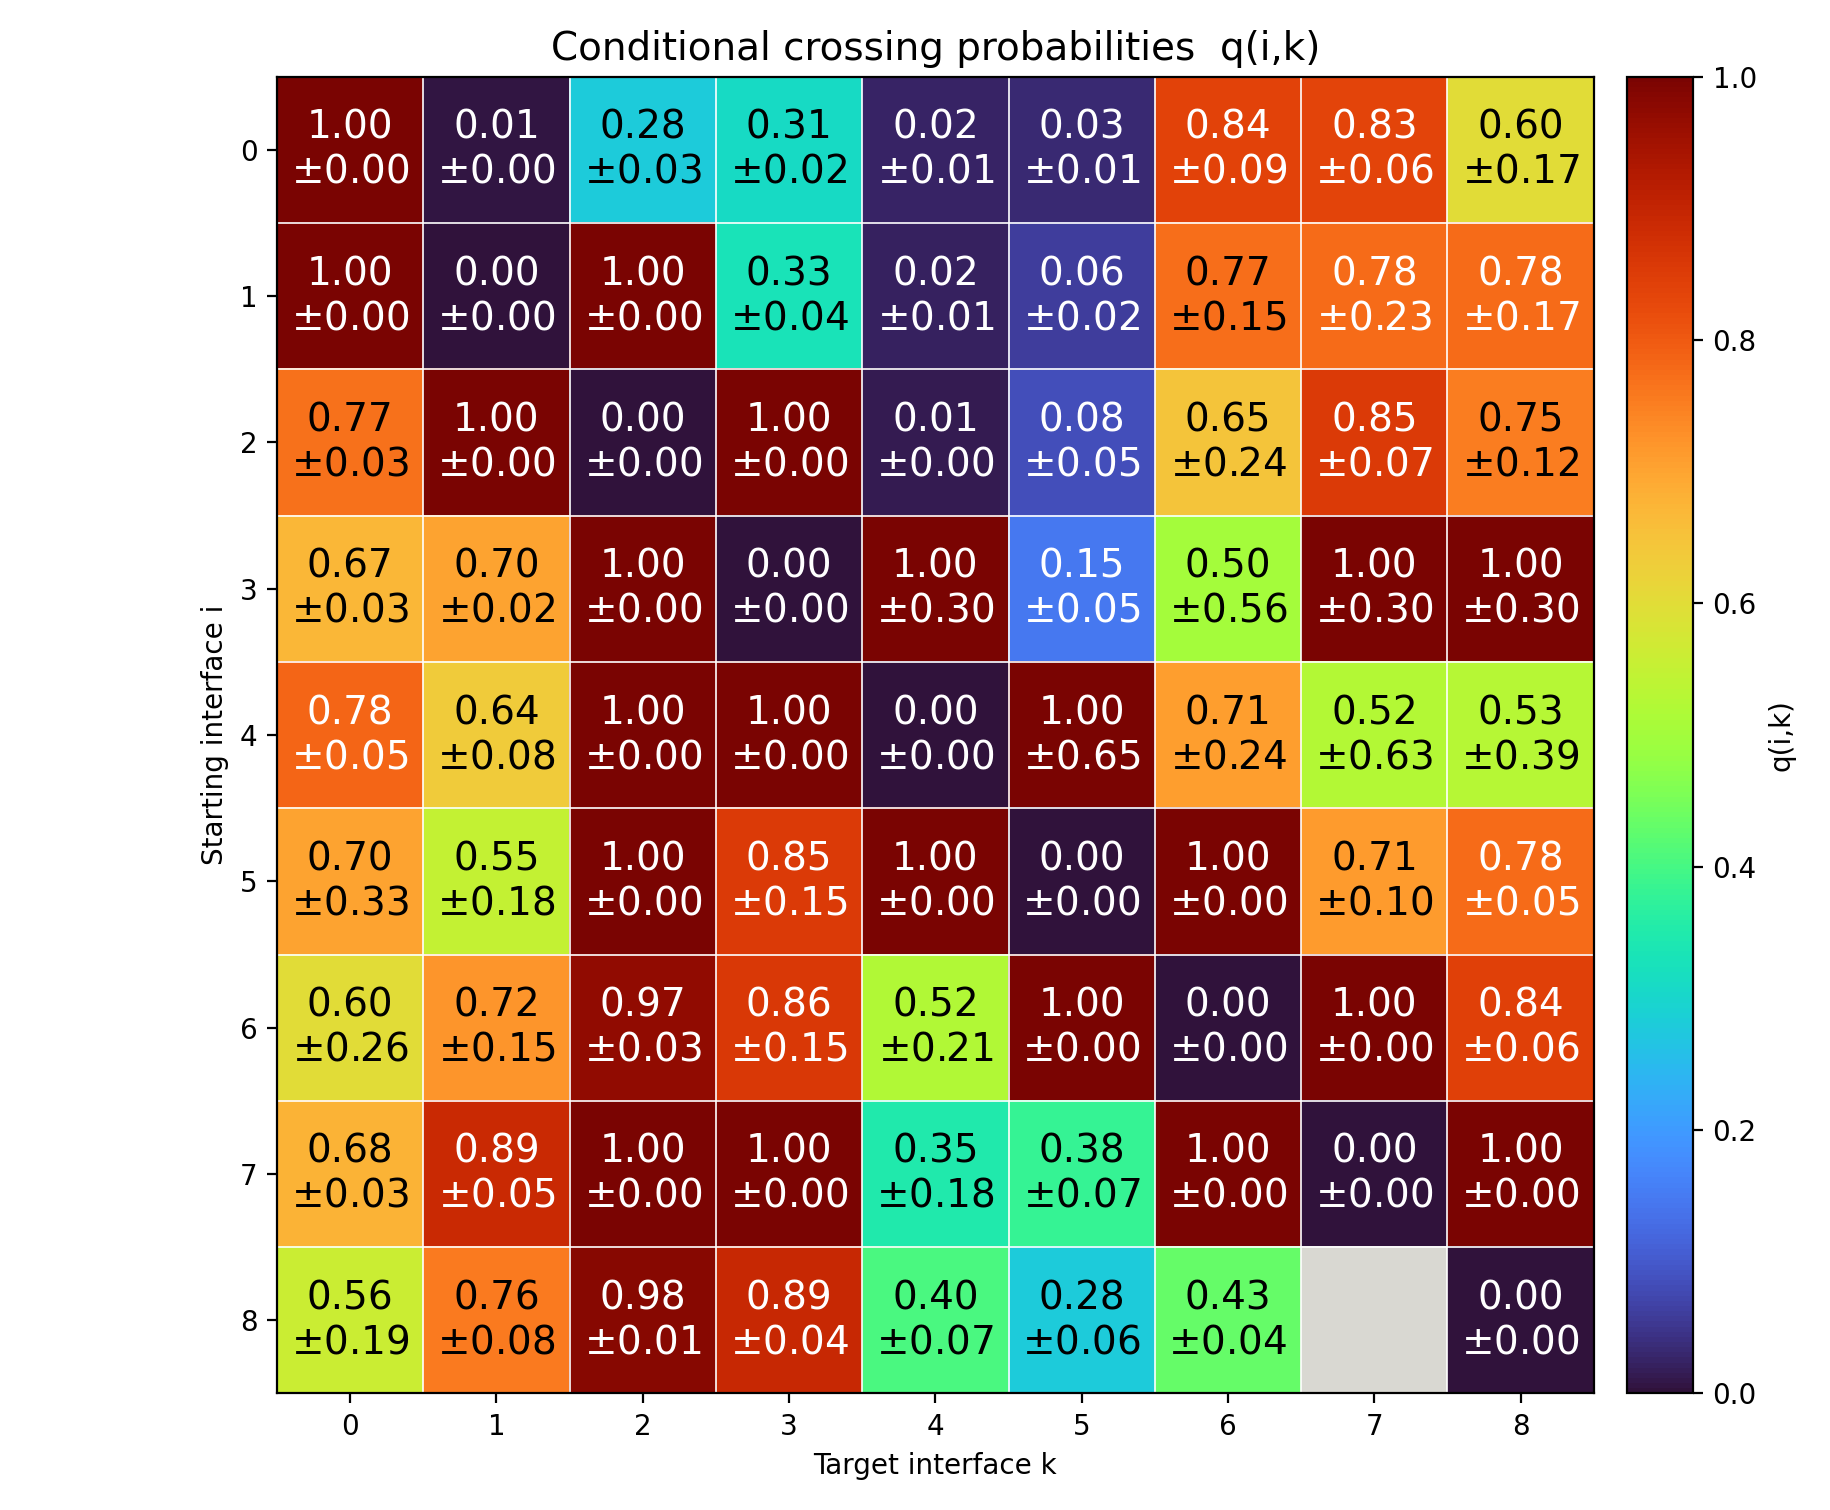 Conditional crossing probabilities  q(i,k)
1.00 0.01 0.28 0.31 0.02 0.03 0.84 0.83 0.60
±0.00 ±0.00 ±0.03 ±0.02 ±0.01 ±0.01 ±0.09 ±0.06 ±0.17
0
1.00 0.00 1.00 0.33 0.02 0.06 0.77 0.78 0.78
±0.00 ±0.00 ±0.00 ±0.04 ±0.01 ±0.02 ±0.15 ±0.23 ±0.17
1
0.77 1.00 0.00 1.00 0.01 0.08 0.65 0.85 0.75
±0.03 ±0.00 ±0.00 ±0.00 ±0.00 ±0.05 ±0.24 ±0.07 ±0.12
2
0.67 0.70 1.00 0.00 1.00 0.15 0.50 1.00 1.00
±0.03 ±0.02 ±0.00 ±0.00 ±0.30 ±0.05 ±0.56 ±0.30 ±0.30
3
0.78 0.64 1.00 1.00 0.00 1.00 0.71 0.52 0.53
±0.05 ±0.08 ±0.00 ±0.00 ±0.00 ±0.65 ±0.24 ±0.63 ±0.39
4
0.70 0.55 1.00 0.85 1.00 0.00 1.00 0.71 0.78
±0.33 ±0.18 ±0.00 ±0.15 ±0.00 ±0.00 ±0.00 ±0.10 ±0.05
5
0.60 0.72 0.97 0.86 0.52 1.00 0.00 1.00 0.84
±0.26 ±0.15 ±0.03 ±0.15 ±0.21 ±0.00 ±0.00 ±0.00 ±0.06
6
0.68 0.89 1.00 1.00 0.35 0.38 1.00 0.00 1.00
±0.03 ±0.05 ±0.00 ±0.00 ±0.18 ±0.07 ±0.00 ±0.00 ±0.00
7
0.56 0.76 0.98 0.89 0.40 0.28 0.43 0.00
±0.19 ±0.08 ±0.01 ±0.04 ±0.07 ±0.06 ±0.04 ±0.00
8
0 1 2 3 4 5 6 7 8
Target interface k
Starting interface i
1.0
0.8
0.6
0.4
0.2
0.0
q(i,k)